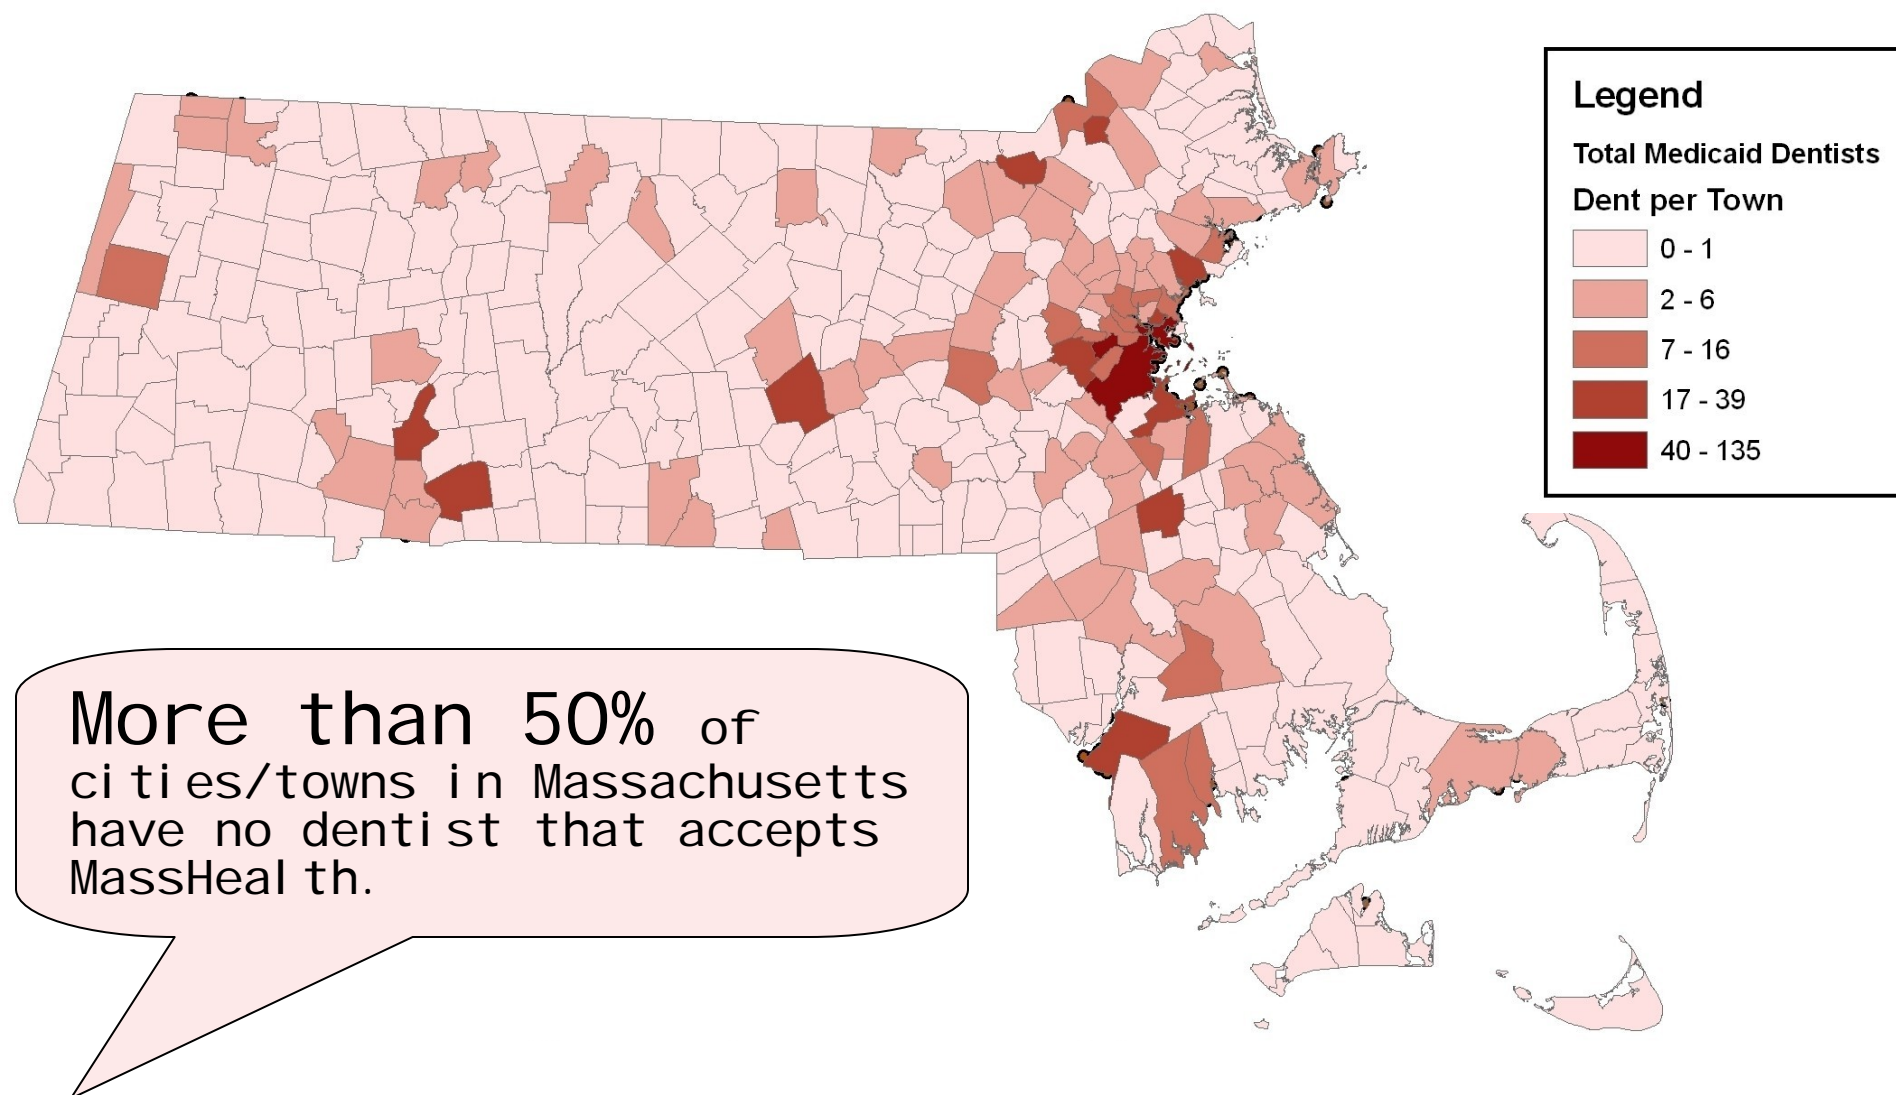 Legend
Total Medicaid Dentists
Dent per Town
0 - 1
2 - 6
7 - 16
17 - 39
40 - 135
More than 50% of
cities/towns in Massachusetts
have no dentist that accepts
MassHealth.